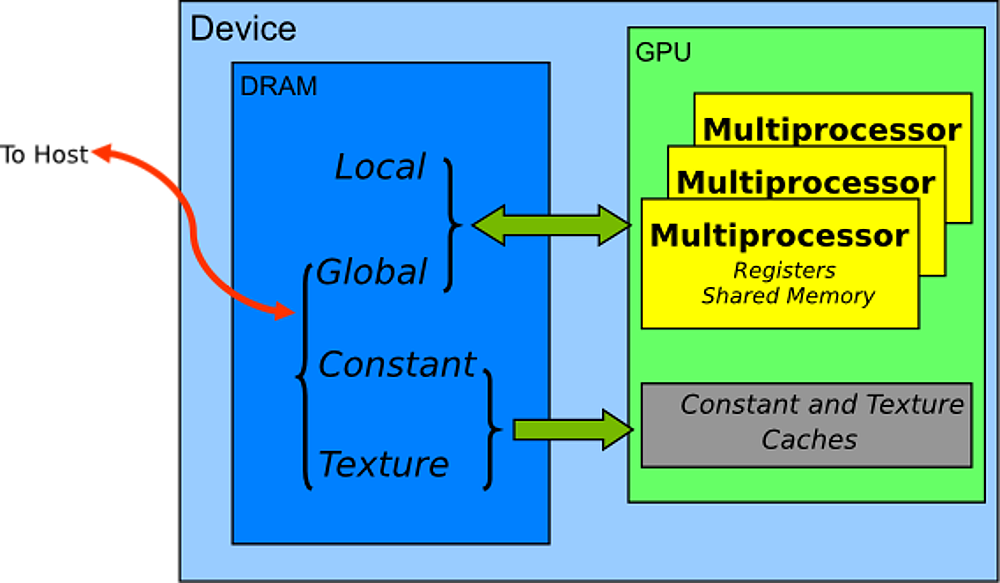 Device
DRAM
To Host
Local
Global
Constant
Texture
GPU
Multiprocessor
Multiprocessor
Multiprocessor
Registers
Shared Memory
Constant and Texture
Caches